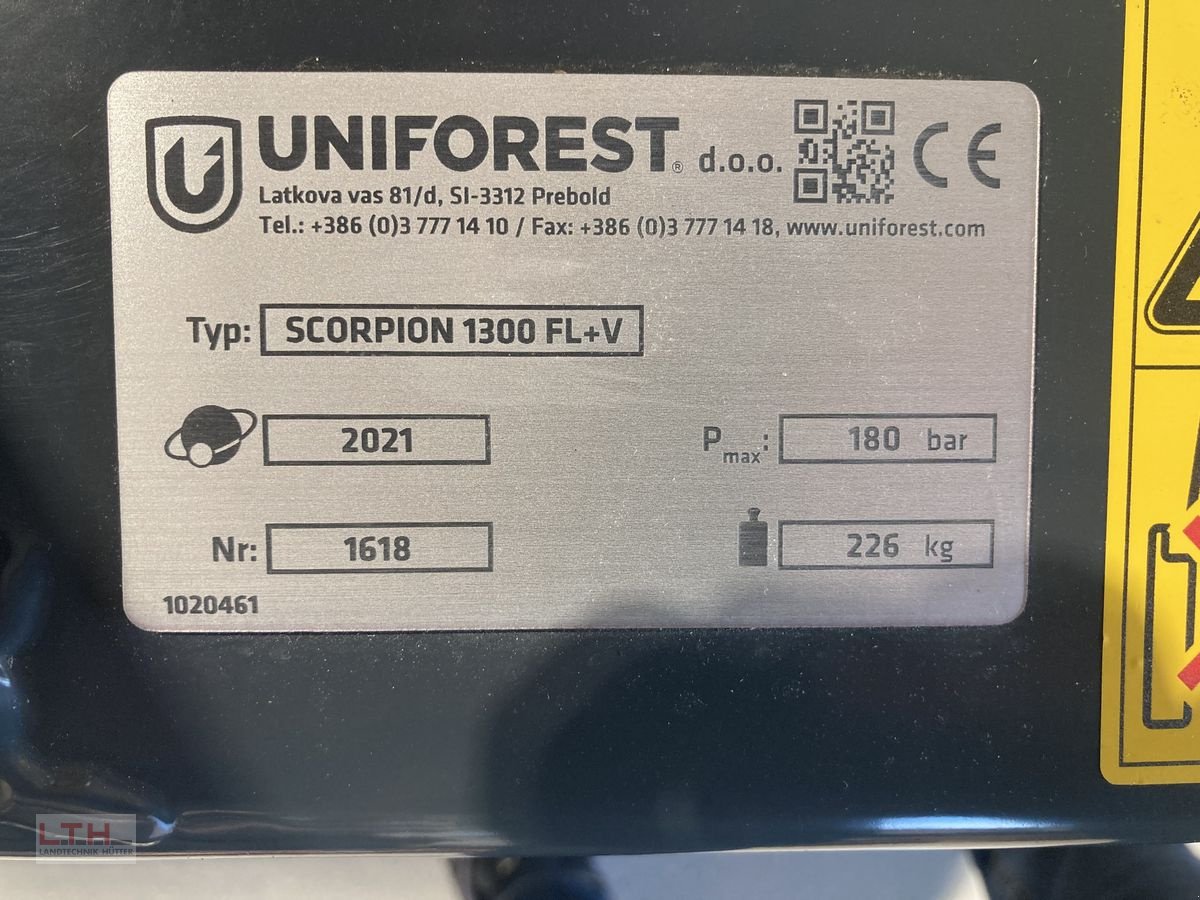 UNIFOREST® d.o.o. CE
Latkova vas 81/d, SI-3312 Prebold
Tel.: +386 (0)3 777 14 10 / Fax: +386 (0)3 777 14 18, www.uniforest.com
Typ: SCORPION 1300 FL+V
2021 Pmax: 180 bar
Nr: 1618 226 kg
1020461
LTH
LANDTECHNIK HÜTTER